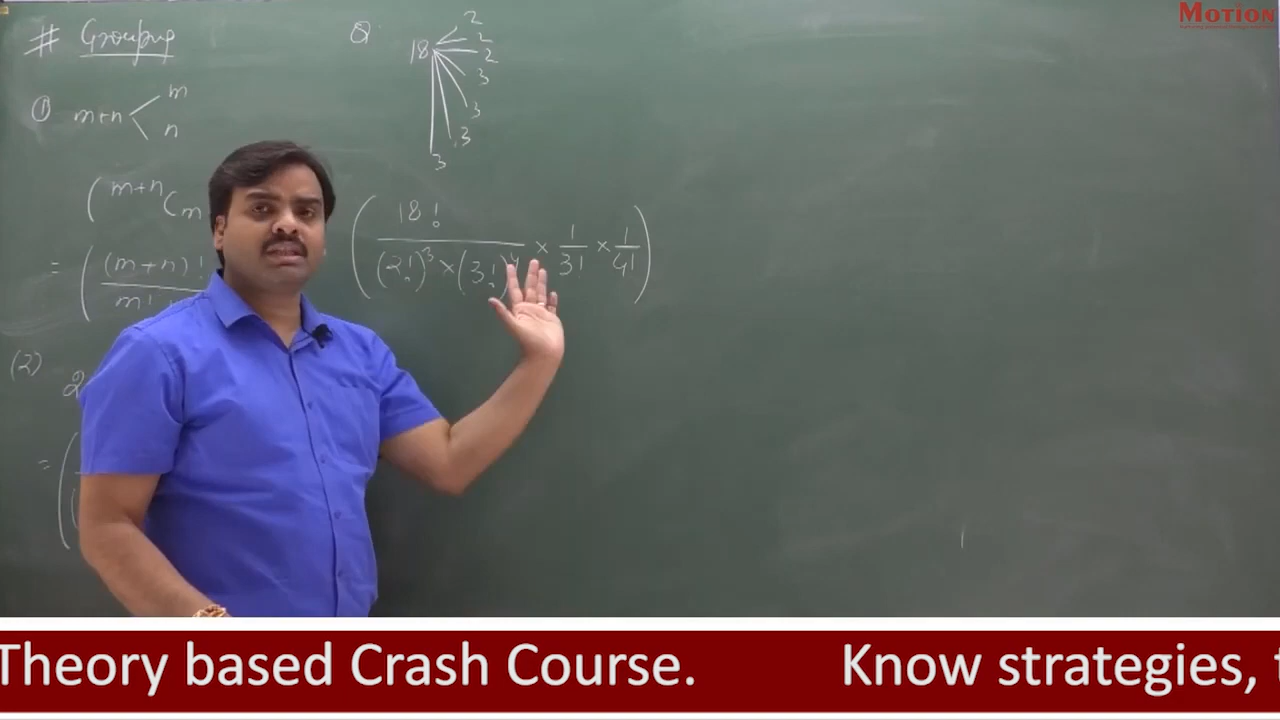 # Grouping
① m+n < m
n
( m+n C m
= ( (m+n)!
m!
(2) 2
= (
Q 18 2
2
2
3
3
3
3
( 18! / (2!)³ × (3!)⁴ × 1/3! × 1/4! )
MOTION
Theory based Crash Course. Know strategies,